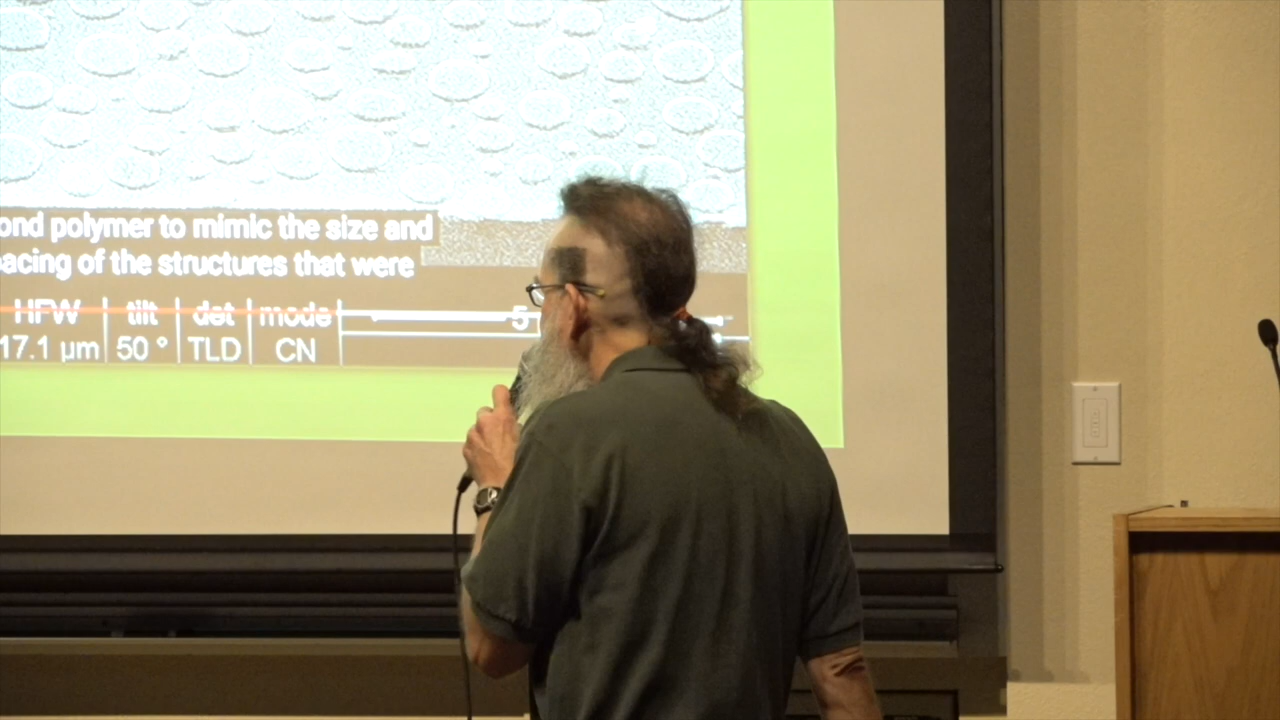 ond polymer to mimic the size and
pacing of the structures that were
HFW tilt det mode
17.1 µm 50 ° TLD CN 5